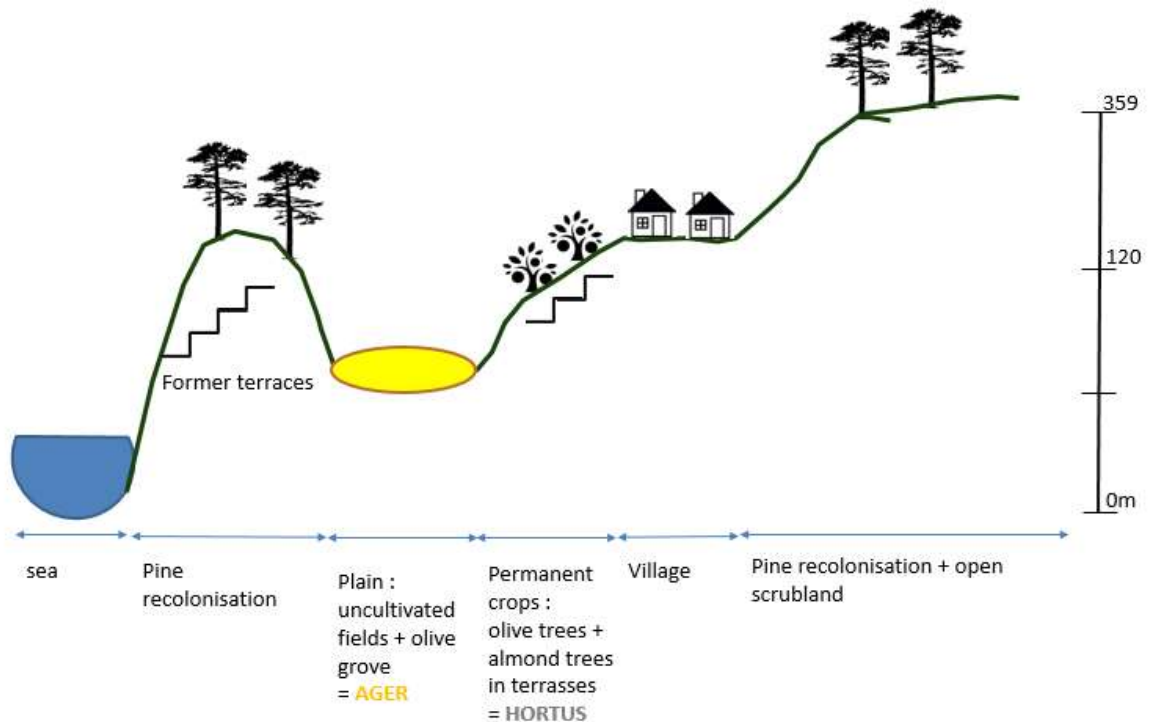 359
120
Former terraces
0m
sea
Pine
recolonisation
Plain :
uncultivated
fields + olive
grove
= AGER
Permanent
crops :
olive trees +
almond trees
in terrasses
= HORTUS
Village
Pine recolonisation + open
scrubland